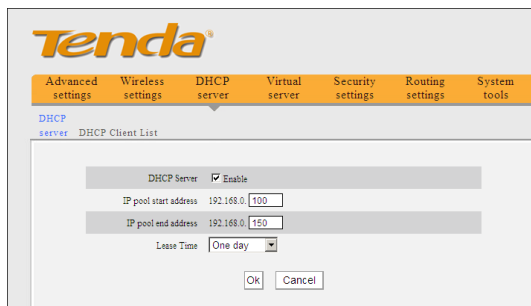 Tenda®
Advanced settings Wireless settings DHCP server Virtual server Security settings Routing settings System tools
DHCP server DHCP Client List
DHCP Server Enable
IP pool start address 192.168.0. 100
IP pool end address 192.168.0. 150
Lease Time One day
Ok Cancel